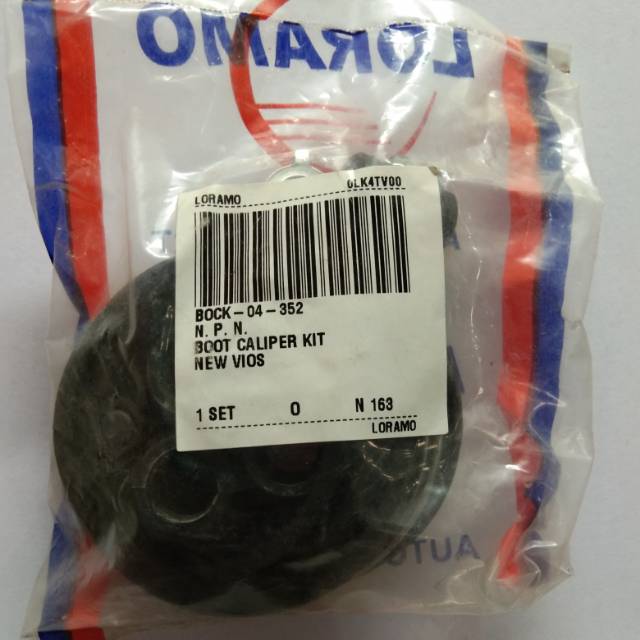 LORAMO
LORAMO 0LK4TV00
BOCK-04-352
N. P. N.
BOOT CALIPER KIT
NEW VIOS
1 SET 0 N 163
LORAMO